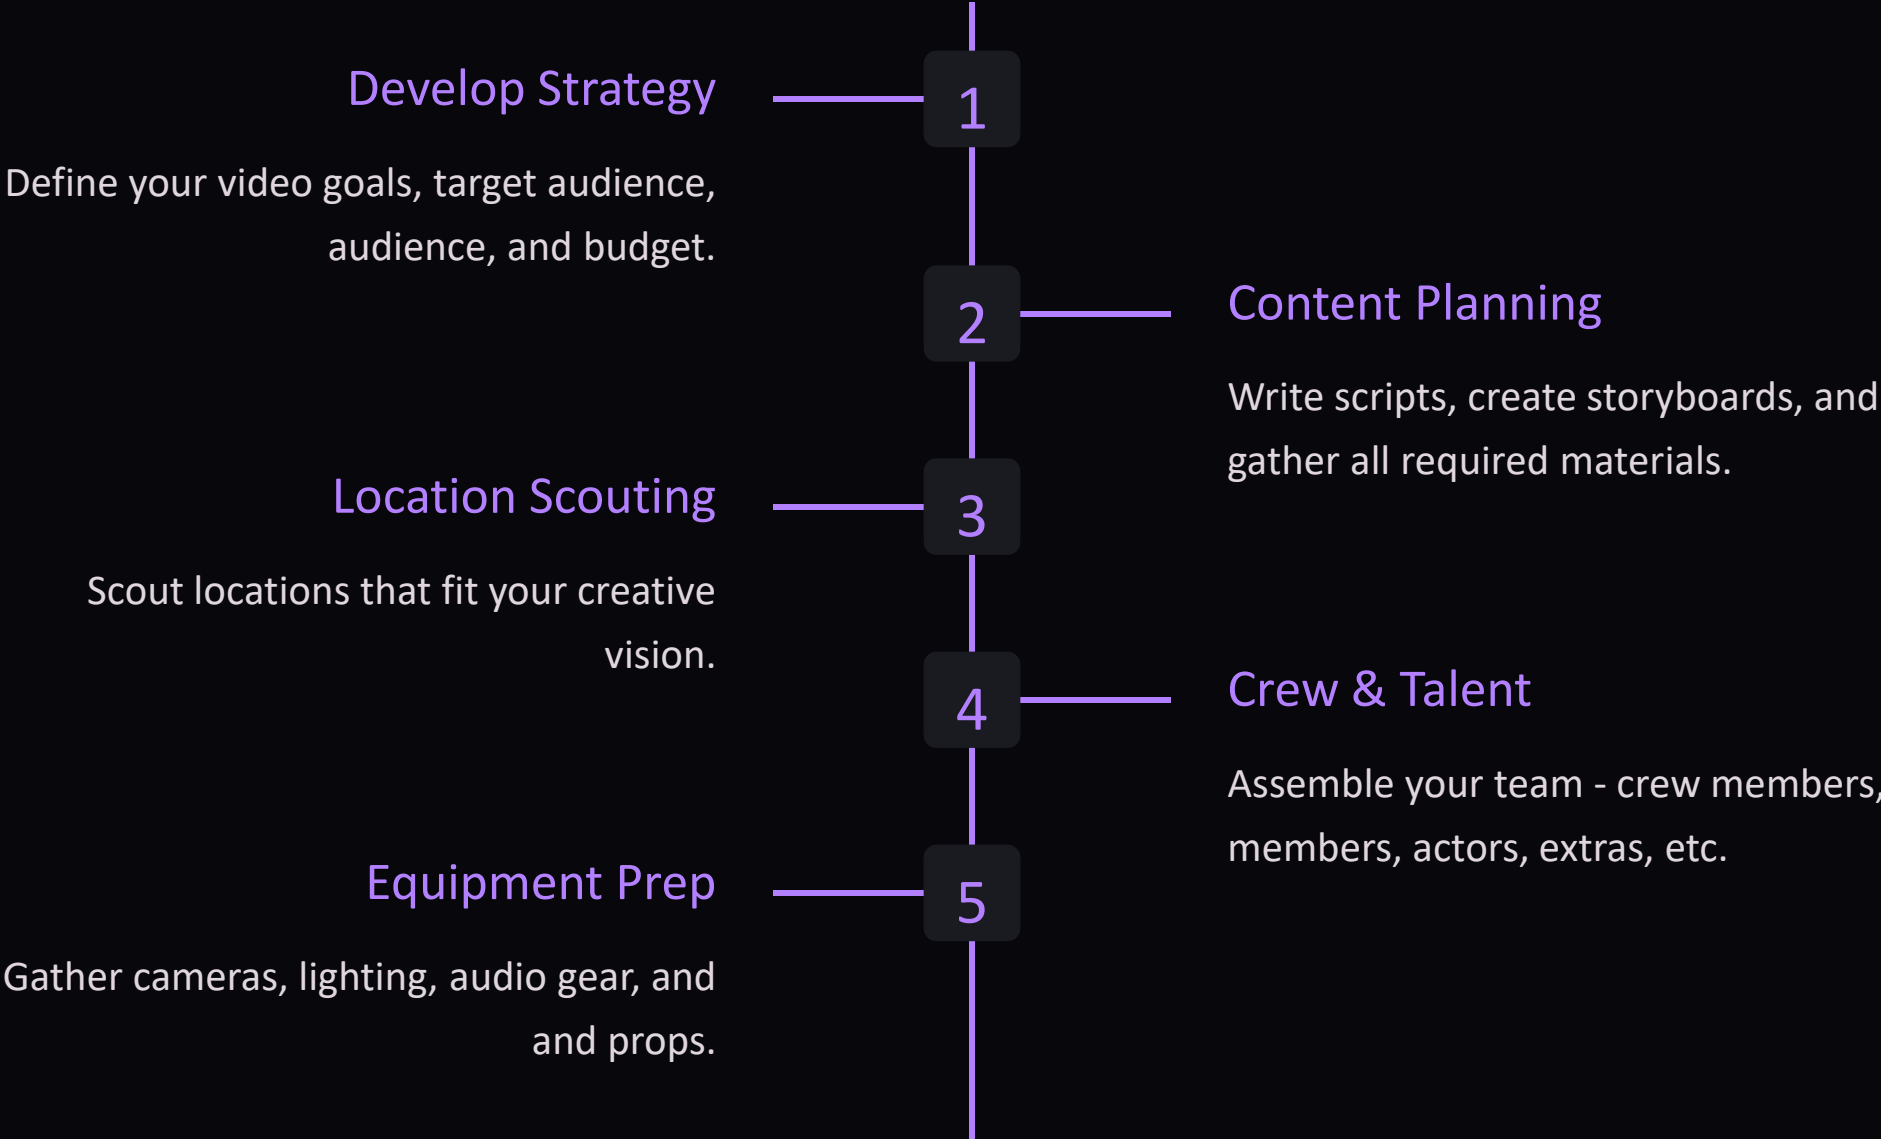 Develop Strategy
1
Define your video goals, target audience,
audience, and budget.
2
Content Planning
Write scripts, create storyboards, and
gather all required materials.
Location Scouting
3
Scout locations that fit your creative
vision.
4
Crew & Talent
Assemble your team - crew members,
members, actors, extras, etc.
Equipment Prep
5
Gather cameras, lighting, audio gear, and
and props.